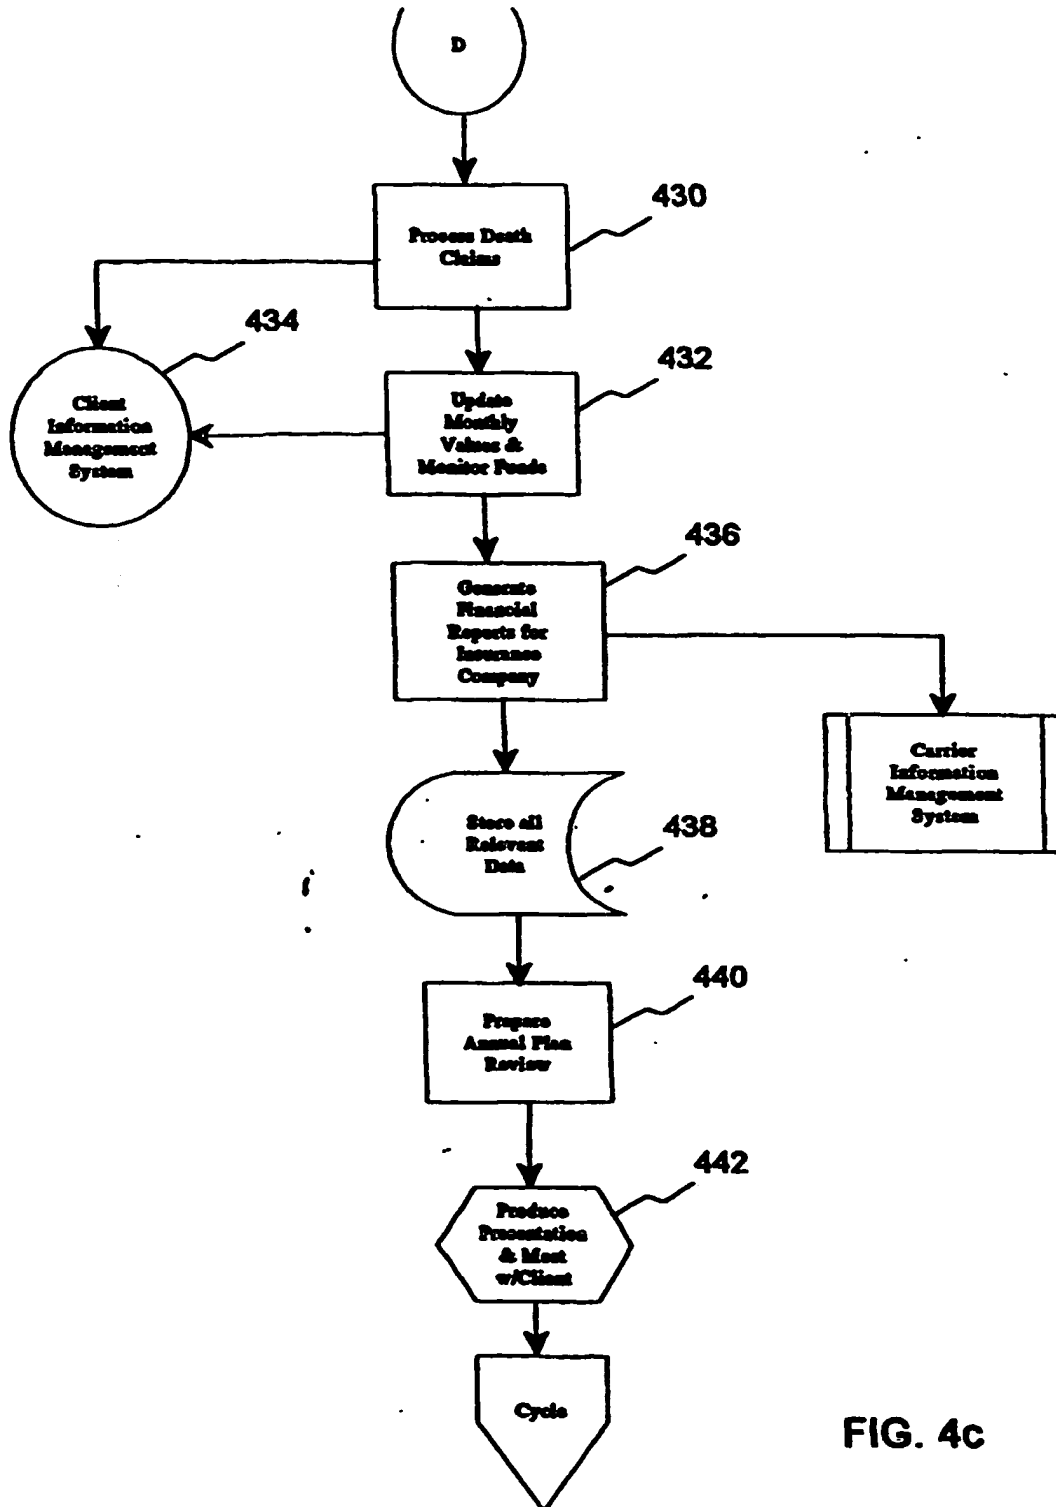 D
430
Process Death
Claims
434
Client
Information
Management
System
432
Update
Monthly
Values &
Monitor Funds
436
Generate
Financial
Reports for
Insurance
Company
Carrier
Information
Management
System
Store all
Relevant
Data
438
440
Prepare
Annual Plan
Review
442
Produce
Presentation
& Meet
w/Client
Cycle
FIG. 4c